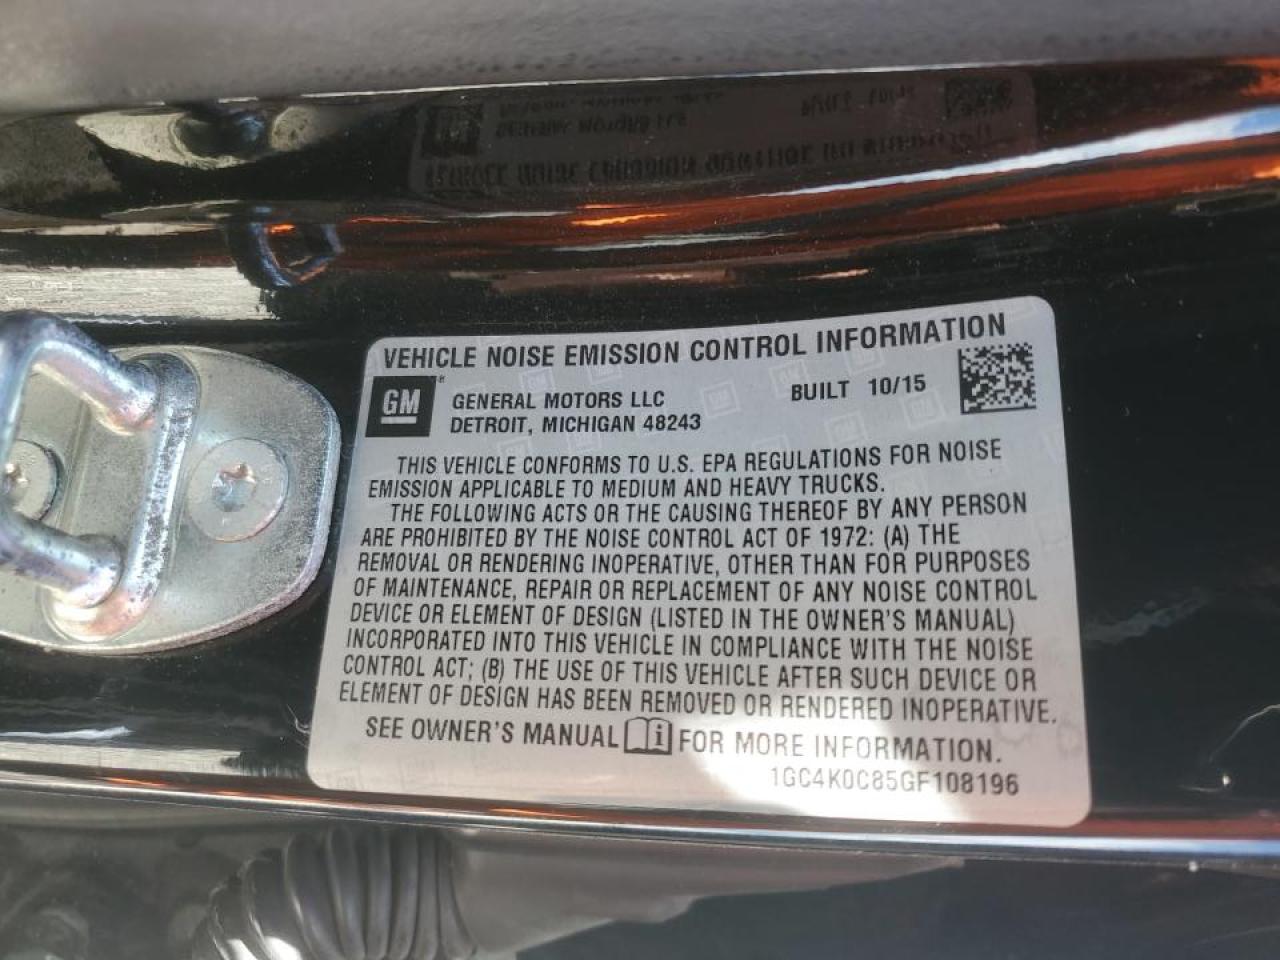 VEHICLE NOISE EMISSION CONTROL INFORMATION
GM ®
GENERAL MOTORS LLC
DETROIT, MICHIGAN 48243
BUILT 10/15
THIS VEHICLE CONFORMS TO U.S. EPA REGULATIONS FOR NOISE
EMISSION APPLICABLE TO MEDIUM AND HEAVY TRUCKS.
THE FOLLOWING ACTS OR THE CAUSING THEREOF BY ANY PERSON
ARE PROHIBITED BY THE NOISE CONTROL ACT OF 1972: (A) THE
REMOVAL OR RENDERING INOPERATIVE, OTHER THAN FOR PURPOSES
OF MAINTENANCE, REPAIR OR REPLACEMENT OF ANY NOISE CONTROL
DEVICE OR ELEMENT OF DESIGN (LISTED IN THE OWNER'S MANUAL)
INCORPORATED INTO THIS VEHICLE IN COMPLIANCE WITH THE NOISE
CONTROL ACT; (B) THE USE OF THIS VEHICLE AFTER SUCH DEVICE OR
ELEMENT OF DESIGN HAS BEEN REMOVED OR RENDERED INOPERATIVE.
SEE OWNER'S MANUAL i FOR MORE INFORMATION.
1GC4K0C85GF108196